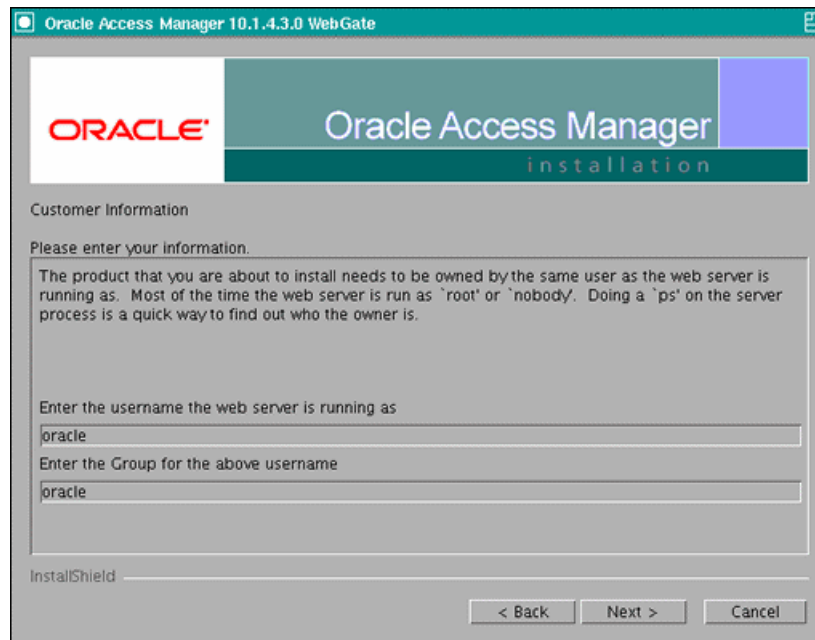 Oracle Access Manager 10.1.4.3.0 WebGate
ORACLE®
Oracle Access Manager
installation
Customer Information
Please enter your information.
The product that you are about to install needs to be owned by the same user as the web server is
running as. Most of the time the web server is run as `root' or `nobody'. Doing a `ps' on the server
process is a quick way to find out who the owner is.
Enter the username the web server is running as
oracle
Enter the Group for the above username
oracle
InstallShield
< Back Next > Cancel